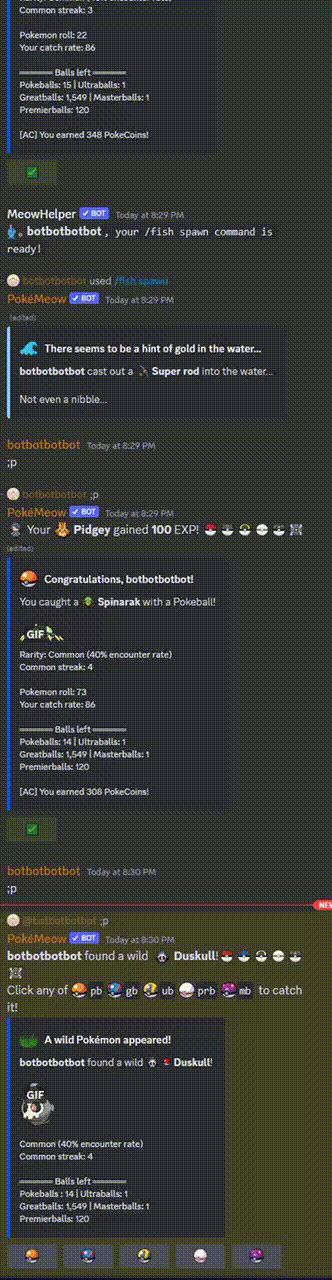 Common streak: 3
Pokemon roll: 22
Your catch rate: 86
Balls left
Pokeballs: 15 | Ultraballs: 1
Greatballs: 1,549 | Masterballs: 1
Premierballs: 120
[AC] You earned 348 PokeCoins!
MeowHelper ✓ BOT Today at 8:29 PM
botbotbotbot, your /fish spawn command is
ready!
botbotbotbot used /fish spawn
PokéMeow ✓ BOT Today at 8:29 PM
(edited)
There seems to be a hint of gold in the water...
botbotbotbot cast out a Super rod into the water...
Not even a nibble...
botbotbotbot Today at 8:29 PM
;p
botbotbotbot ;p
PokéMeow ✓ BOT Today at 8:29 PM
Your Pidgey gained 100 EXP!
(edited)
Congratulations, botbotbotbot!
You caught a Spinarak with a Pokeball!
GIF
Rarity: Common (40% encounter rate)
Common streak: 4
Pokemon roll: 73
Your catch rate: 86
Balls left
Pokeballs: 14 | Ultraballs: 1
Greatballs: 1,549 | Masterballs: 1
Premierballs: 120
[AC] You earned 308 PokeCoins!
botbotbotbot Today at 8:30 PM
;p
NEW
@botbotbotbot ;p
PokéMeow ✓ BOT Today at 8:30 PM
botbotbotbot found a wild Duskull!
Click any of pb gb ub prb mb to catch
it!
A wild Pokémon appeared!
botbotbotbot found a wild Duskull!
GIF
Common (40% encounter rate)
Common streak: 4
Balls left
Pokeballs : 14 | Ultraballs: 1
Greatballs: 1,549 | Masterballs: 1
Premierballs: 120